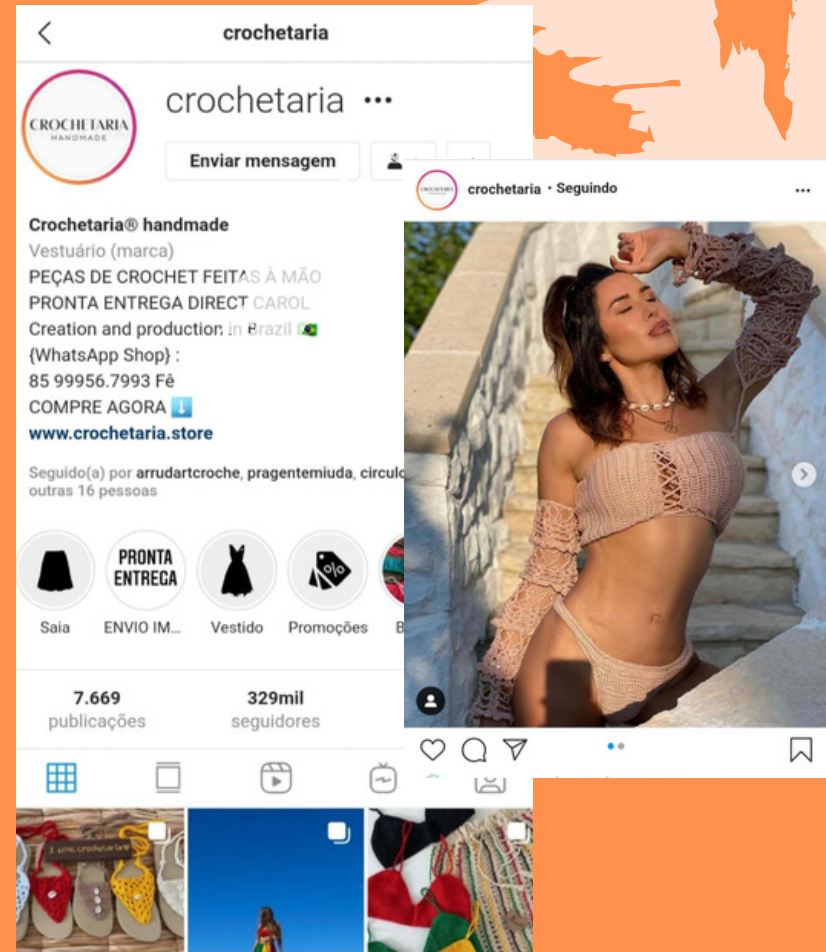 crochetaria
CROCHETARIA
HANDMADE
crochetaria
Enviar mensagem
Crochetaria® handmade
Vestuário (marca)
PEÇAS DE CROCHET FEITAS À MÃO
PRONTA ENTREGA DIRECT CAROL
Creation and production in Brazil
{WhatsApp Shop} :
85 99956.7993 Fê
COMPRE AGORA
www.crochetaria.store
Seguido(a) por arrudartcroche, pragentemiuda, circulo
outras 16 pessoas
PRONTA
ENTREGA
%
Saia ENVIO IM... Vestido Promoções B
7.669 329mil
publicações seguidores
I love crochetaria
crochetaria • Seguindo
CROCHETARIA